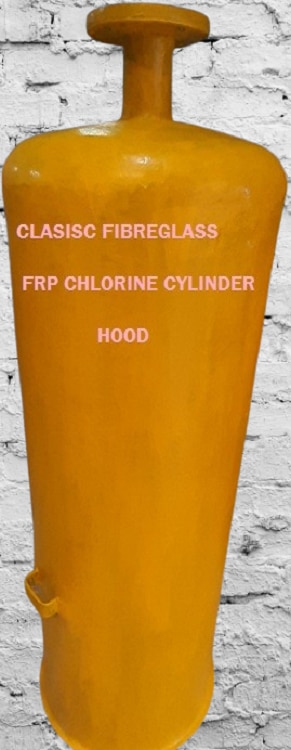 CLASISC FIBREGLASS
FRP CHLORINE CYLINDER
HOOD